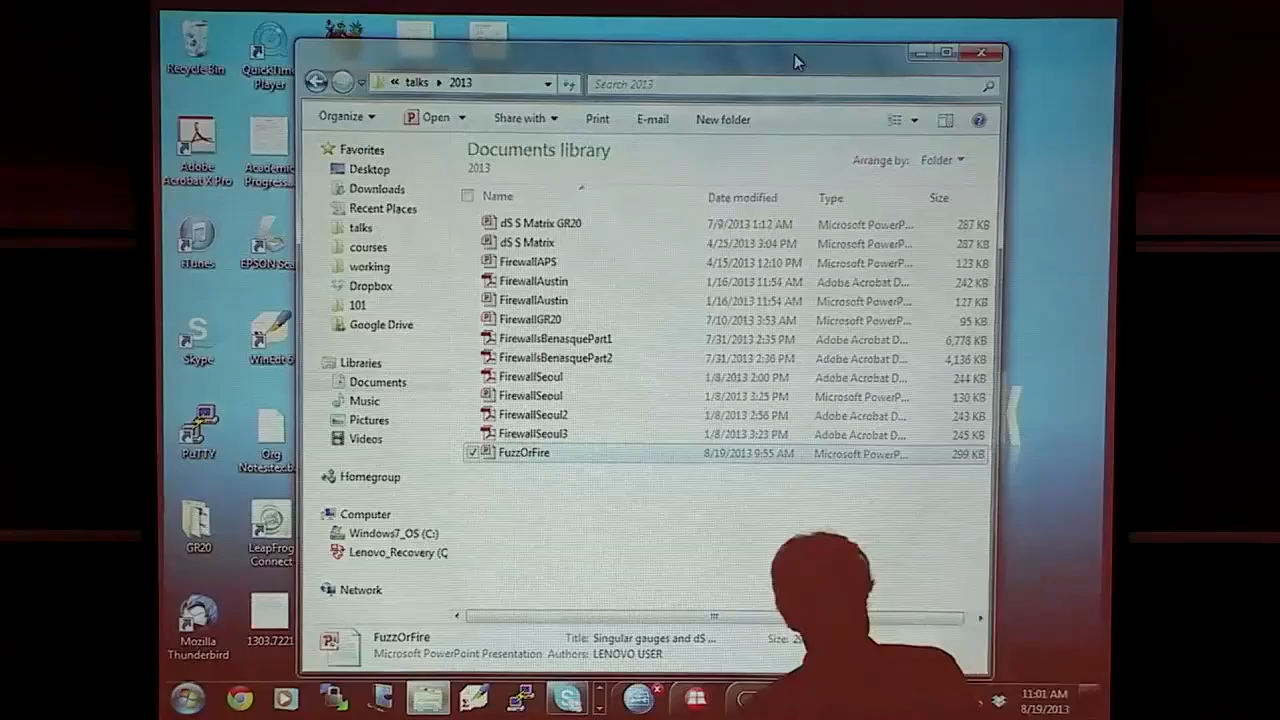 Recycle Bin
QuickTime Player
Adobe Acrobat X Pro
Academic Progress...
iTunes
EPSON Sca
Skype
WinEdt 6
PuTTY
Org Notestex.b
GR20
LeapFrog Connect
Mozilla Thunderbird
1303.7221
« talks ▸ 2013
Search 2013
Organize
Open
Share with
Print
E-mail
New folder
Documents library
2013
Arrange by: Folder
Name Date modified Type Size
dS S Matrix GR20 7/9/2013 1:12 AM Microsoft PowerP... 287 KB
dS S Matrix 4/25/2013 3:04 PM Microsoft PowerP... 287 KB
FirewallAPS 4/15/2013 12:10 PM Microsoft PowerP... 123 KB
FirewallAustin 1/16/2013 11:54 AM Adobe Acrobat D... 242 KB
FirewallAustin 1/16/2013 11:54 AM Microsoft PowerP... 127 KB
FirewallGR20 7/10/2013 3:53 AM Microsoft PowerP... 95 KB
FirewallsBenasquePart1 7/31/2013 2:35 PM Adobe Acrobat D... 6,778 KB
FirewallsBenasquePart2 7/31/2013 2:36 PM Adobe Acrobat D... 4,136 KB
FirewallSeoul 1/8/2013 2:00 PM Adobe Acrobat D... 244 KB
FirewallSeoul 1/8/2013 3:25 PM Microsoft PowerP... 130 KB
FirewallSeoul2 1/8/2013 2:56 PM Adobe Acrobat D... 243 KB
FirewallSeoul3 1/8/2013 3:23 PM Adobe Acrobat D... 245 KB
FuzzOrFire 8/19/2013 9:55 AM Microsoft PowerP... 299 KB
Favorites
Desktop
Downloads
Recent Places
talks
courses
working
Dropbox
101
Google Drive
Libraries
Documents
Music
Pictures
Videos
Homegroup
Computer
Windows7_OS (C:)
Lenovo_Recovery (Q
Network
FuzzOrFire Title: Singular gauges and dS ... Size:
Microsoft PowerPoint Presentation Authors: LENOVO USER
11:01 AM
8/19/2013